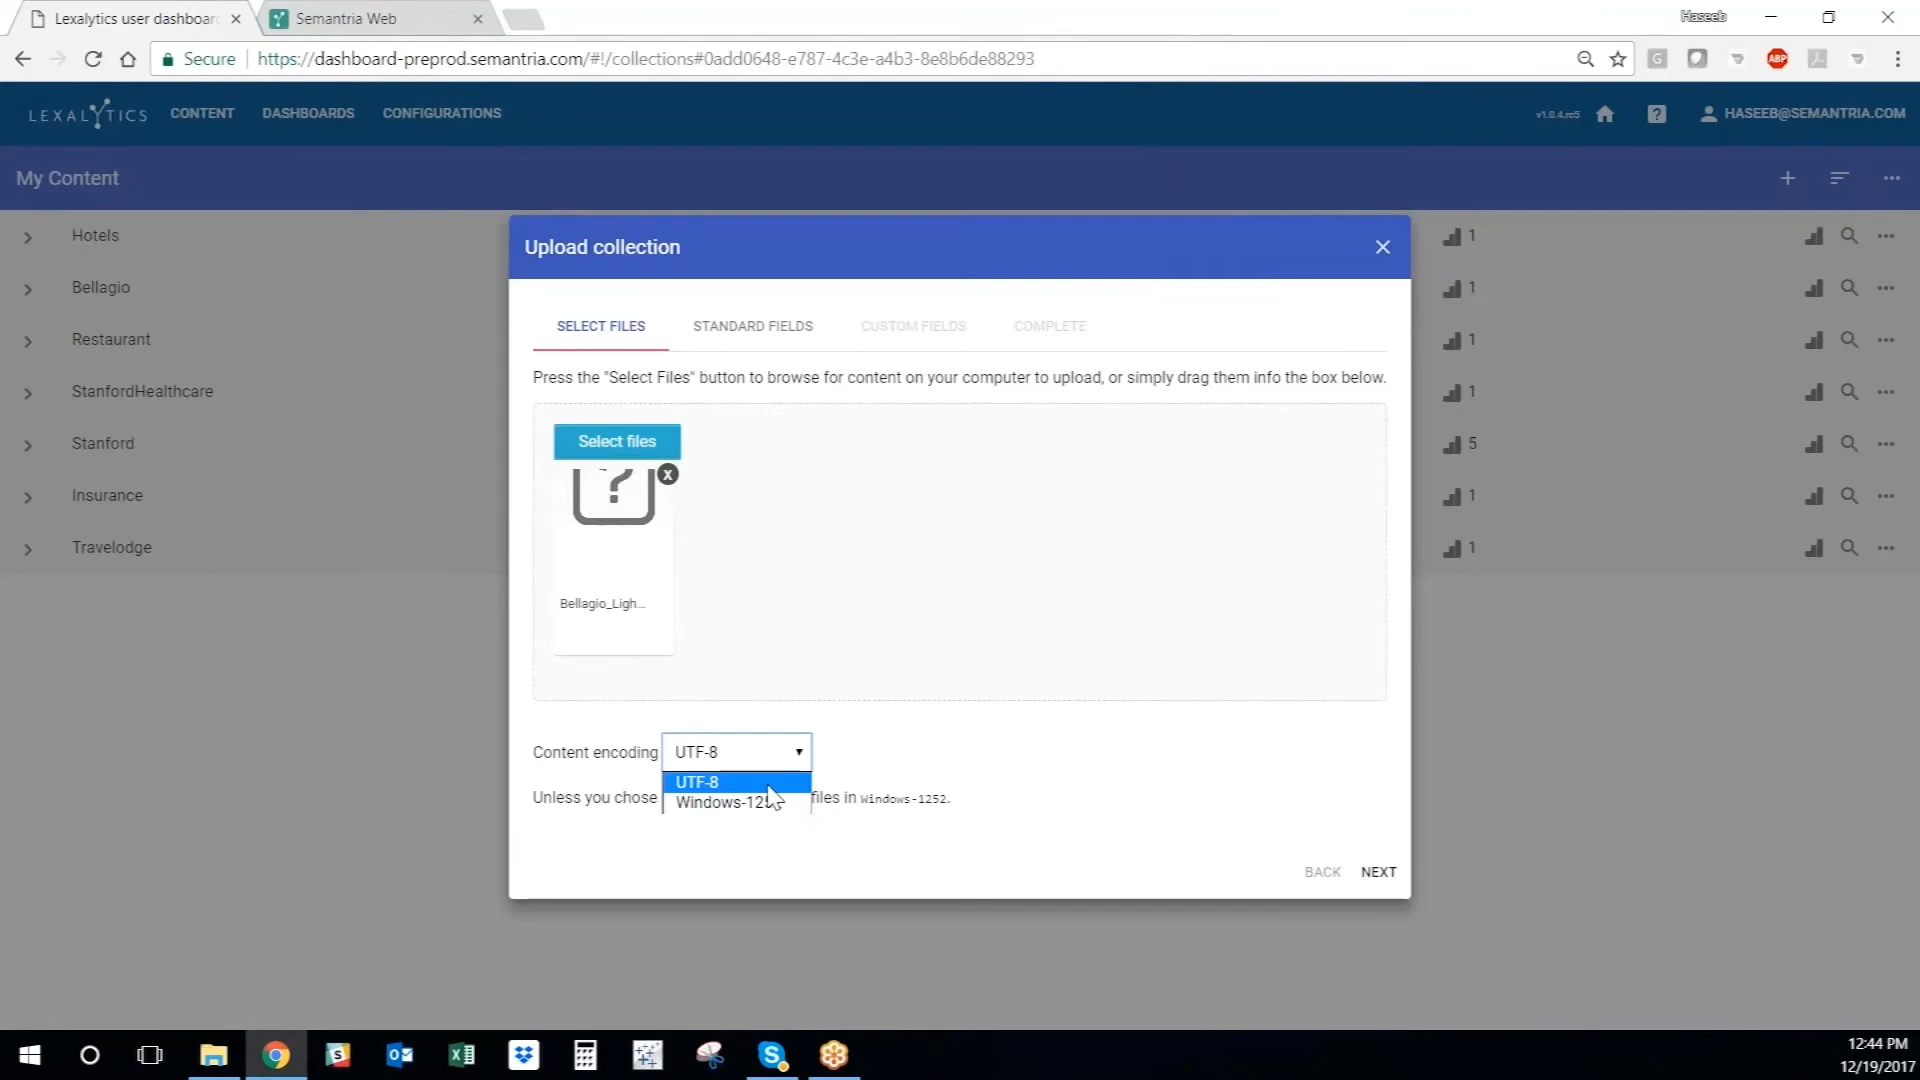 Lexalytics user dashboar
Semantria Web
Haseeb
Secure
https://dashboard-preprod.semantria.com/#!/collections#0add0648-e787-4c3e-a4b3-8e8b6de88293
ABP
LEXALYTICS
CONTENT
DASHBOARDS
CONFIGURATIONS
v1.0.4.rc5
HASEEB@SEMANTRIA.COM
My Content
Hotels
1
Bellagio
1
Restaurant
1
StanfordHealthcare
1
Stanford
5
Insurance
1
Travelodge
1
Upload collection
SELECT FILES
STANDARD FIELDS
CUSTOM FIELDS
COMPLETE
Press the "Select Files" button to browse for content on your computer to upload, or simply drag them info the box below.
Select files
Bellagio_Ligh...
Content encoding
UTF-8
UTF-8
Windows-125
Unless you chose
files in Windows-1252.
BACK
NEXT
12:44 PM
12/19/2017